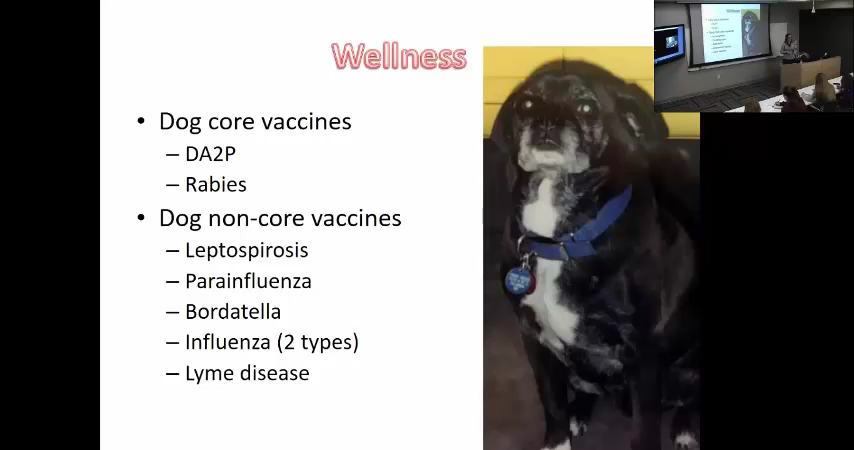 Wellness
• Dog core vaccines
– DA2P
– Rabies
• Dog non-core vaccines
– Leptospirosis
– Parainfluenza
– Bordatella
– Influenza (2 types)
– Lyme disease